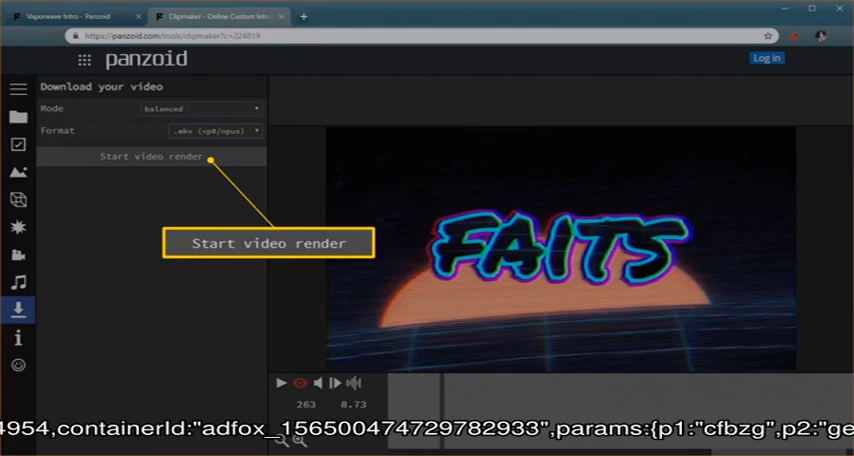 Vaporwave Intro - Panzoid
Clipmaker - Online Custom Intro
https://panzoid.com/tools/clipmaker?c=224819
panzoid
Log in
Download your video
Mode
balanced
Format
.mkv (vp8/opus)
Start video render
Start video render
FAITS
263
8.73
4954,containerId:"adfox_156500474729782933",params:{p1:"cfbzg",p2:"ge